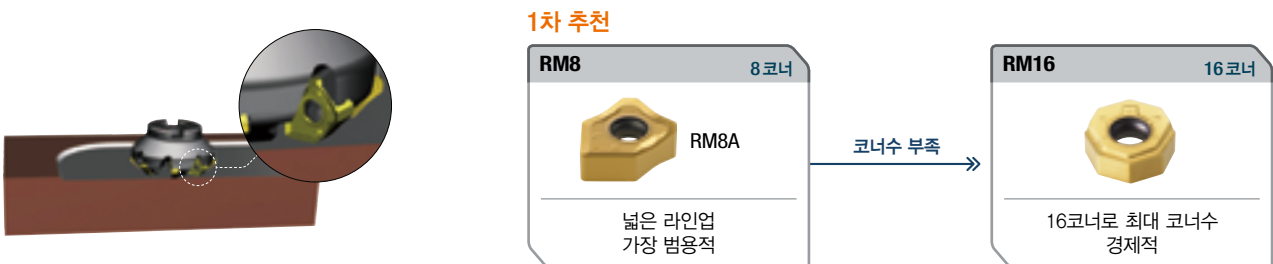 1차 추천
RM8
8코너
RM8A
넓은 라인업
가장 범용적
코너수 부족
RM16
16코너
16코너로 최대 코너수
경제적